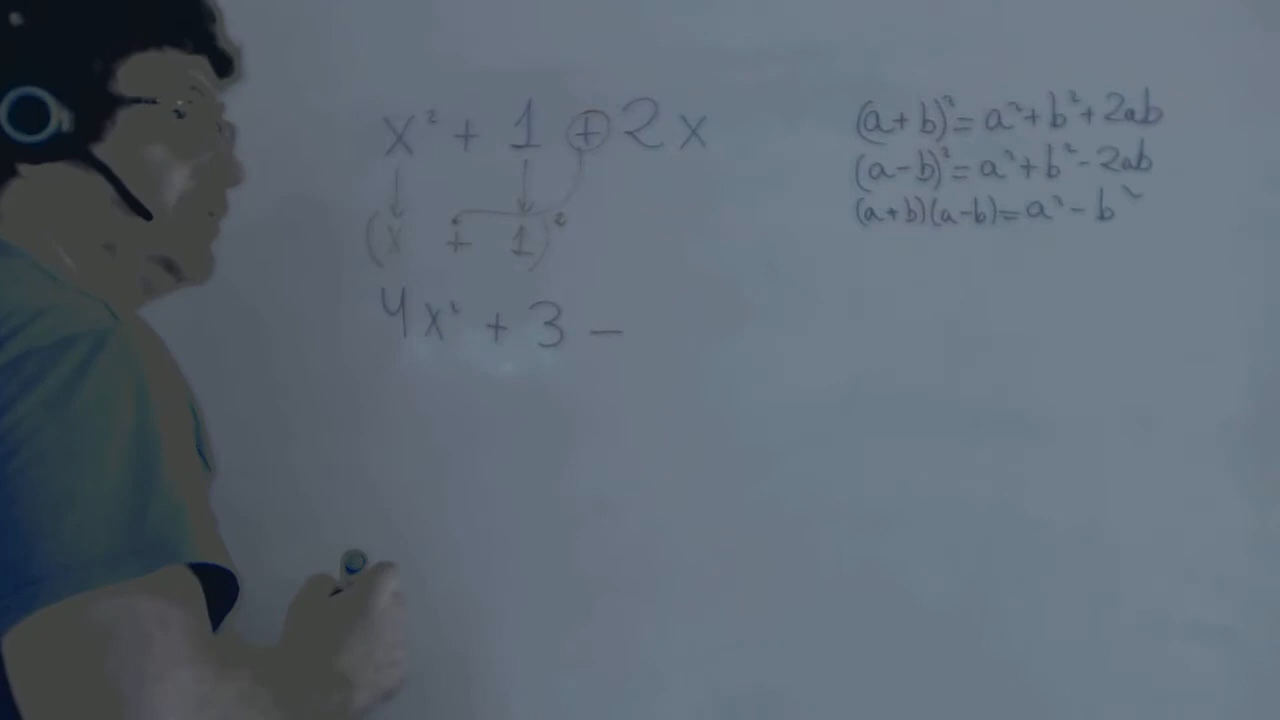 x² + 1 + 2x
(x + 1)²
4x² + 3 −
(a+b)² = a² + b² + 2ab
(a-b)² = a² + b² - 2ab
(a+b)(a-b) = a² - b²